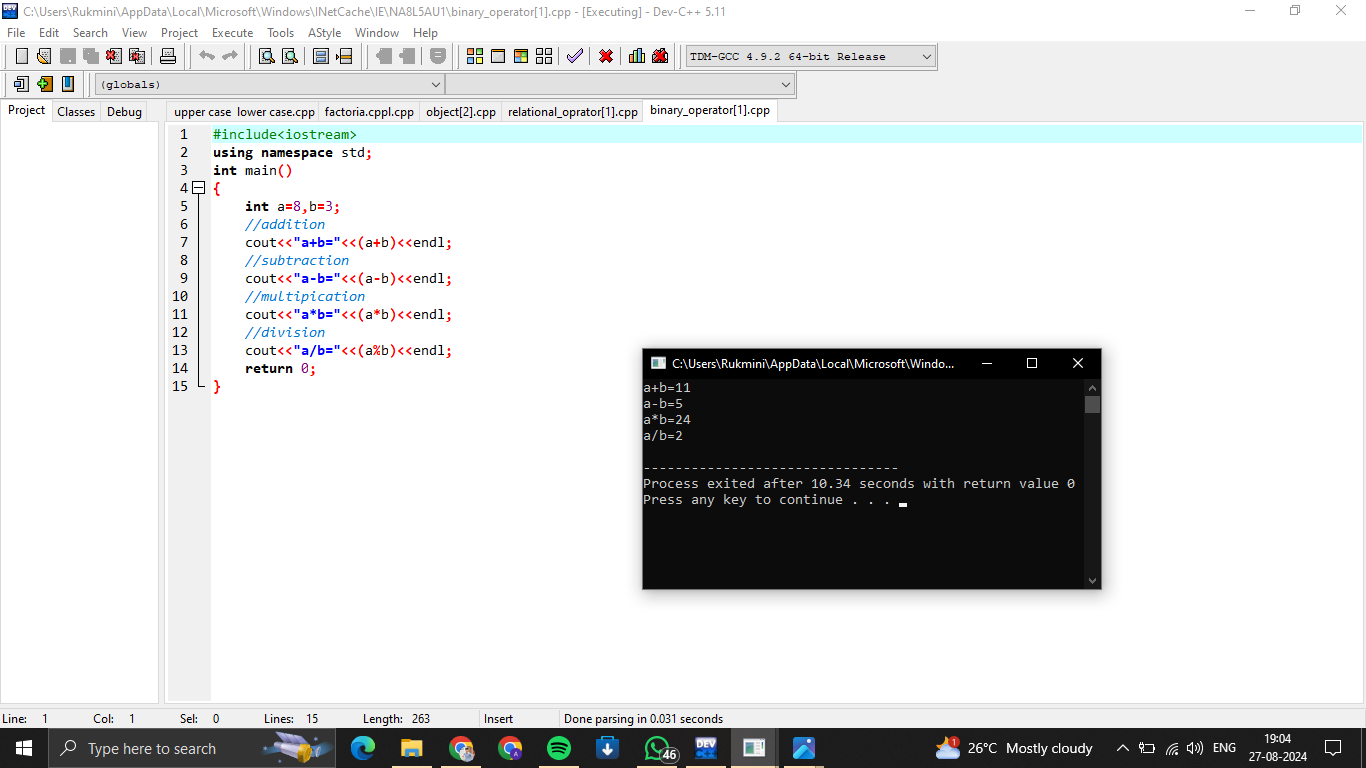 C:\Users\Rukmini\AppData\Local\Microsoft\Windows\INetCache\IE\NA8L5AU1\binary_operator[1].cpp - [Executing] - Dev-C++ 5.11
File Edit Search View Project Execute Tools AStyle Window Help
TDM-GCC 4.9.2 64-bit Release
(globals)
Project Classes Debug
upper case lower case.cpp factoria.cppl.cpp object[2].cpp relational_oprator[1].cpp binary_operator[1].cpp
1 #include<iostream>
2 using namespace std;
3 int main()
4 {
5 int a=8,b=3;
6 //addition
7 cout<<"a+b="<<(a+b)<<endl;
8 //subtraction
9 cout<<"a-b="<<(a-b)<<endl;
10 //multipication
11 cout<<"a*b="<<(a*b)<<endl;
12 //division
13 cout<<"a/b="<<(a%b)<<endl;
14 return 0;
15 }
C:\Users\Rukmini\AppData\Local\Microsoft\Windo...
a+b=11
a-b=5
a*b=24
a/b=2
--------------------------------
Process exited after 10.34 seconds with return value 0
Press any key to continue . . .
Line: 1 Col: 1 Sel: 0 Lines: 15 Length: 263 Insert Done parsing in 0.031 seconds
Type here to search
46
DEV
1
26°C Mostly cloudy
ENG
19:04
27-08-2024